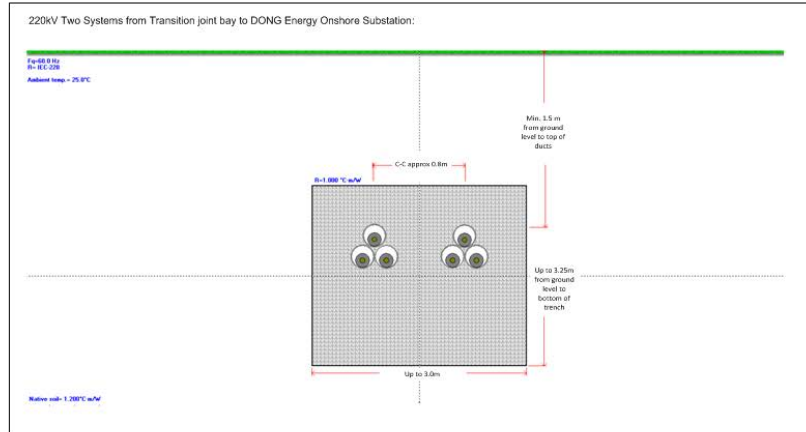 220kV Two Systems from Transition joint bay to DONG Energy Onshore Substation:
Fq=60.0 Hz
R= IEC-228
Ambient temp.= 25.0°C
Min. 1.5 m
from ground
level to top of
ducts
C-C approx 0.8m
R=1.000 °C·m/W
Up to 3.25m
from ground
level to
bottom of
trench
Up to 3.0m
Native soil= 1.200°C·m/W